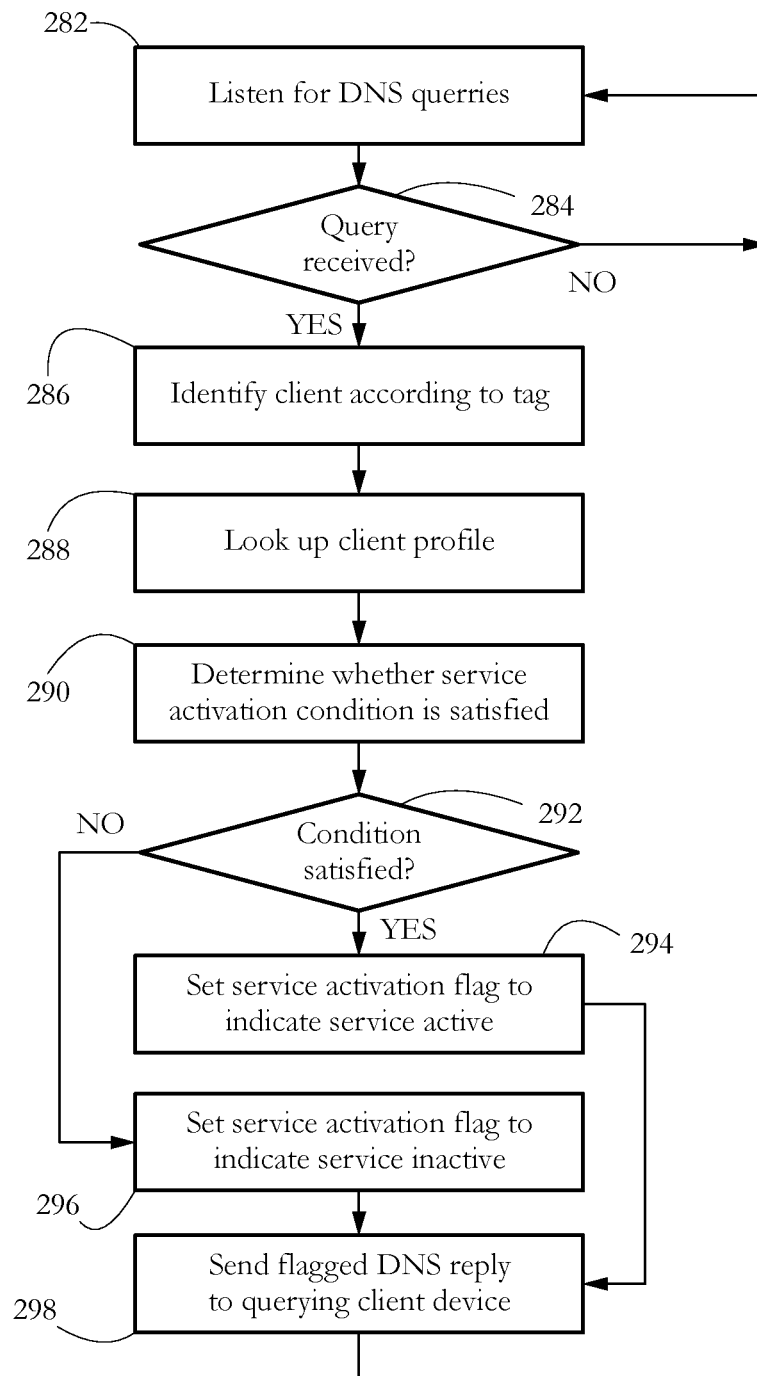 282
Listen for DNS querries
284
Query
received?
NO
YES
286
Identify client according to tag
288
Look up client profile
290
Determine whether service
activation condition is satisfied
292
NO
Condition
satisfied?
YES
294
Set service activation flag to
indicate service active
Set service activation flag to
indicate service inactive
296
Send flagged DNS reply
to querying client device
298